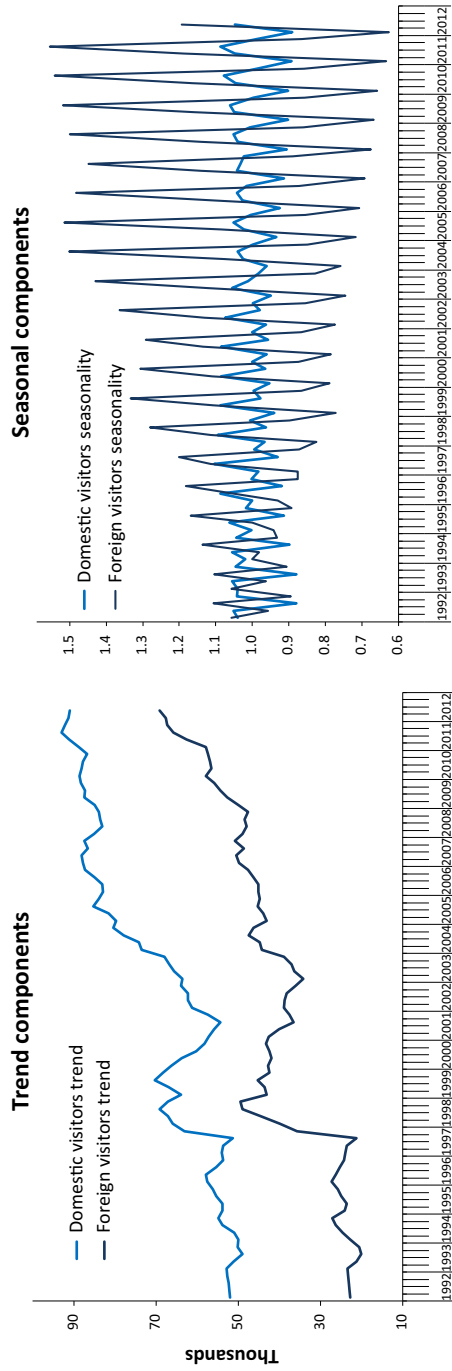 Trend components
Domestic visitors trend
Foreign visitors trend
Thousands
90
70
50
30
10
1992 1993 1994 1995 1996 1997 1998 1999 2000 2001 2002 2003 2004 2005 2006 2007 2008 2009 2010 2011 2012
Seasonal components
Domestic visitors seasonality
Foreign visitors seasonality
1.5
1.4
1.3
1.2
1.1
1.0
0.9
0.8
0.7
0.6
1992 1993 1994 1995 1996 1997 1998 1999 2000 2001 2002 2003 2004 2005 2006 2007 2008 2009 2010 2011 2012